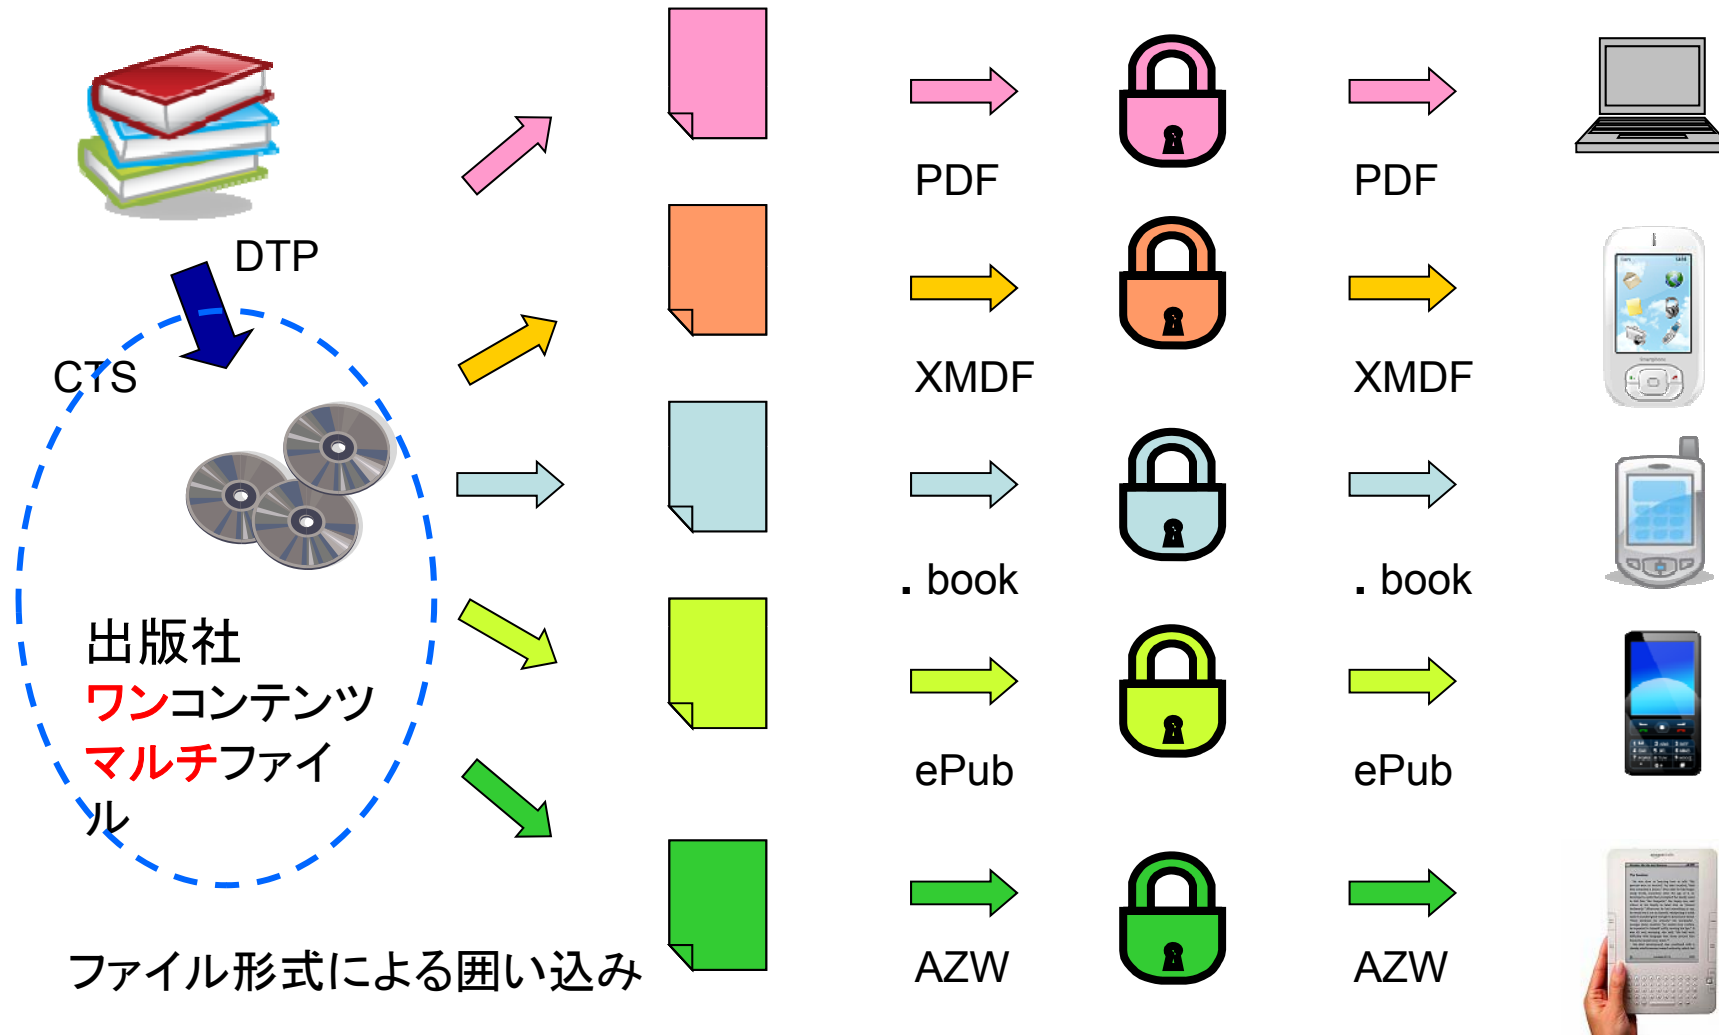 DTP
CTS
出版社
ワンコンテンツ
マルチファイ
ル
ファイル形式による囲い込み
PDF
PDF
XMDF
XMDF
. book
. book
ePub
ePub
AZW
AZW